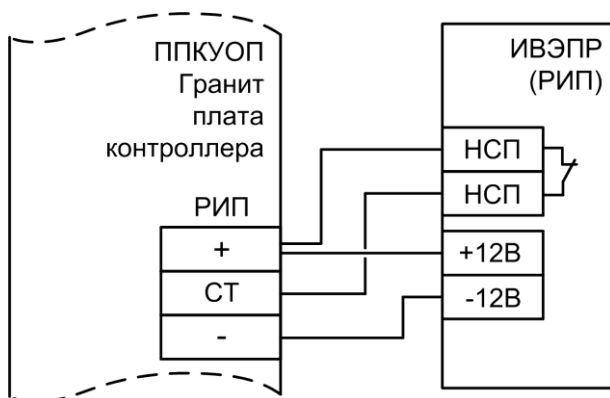 ППКУОП
Гранит
плата
контроллера
РИП
+
СТ
-
ИВЭПР
(РИП)
НСП
НСП
+12В
-12В